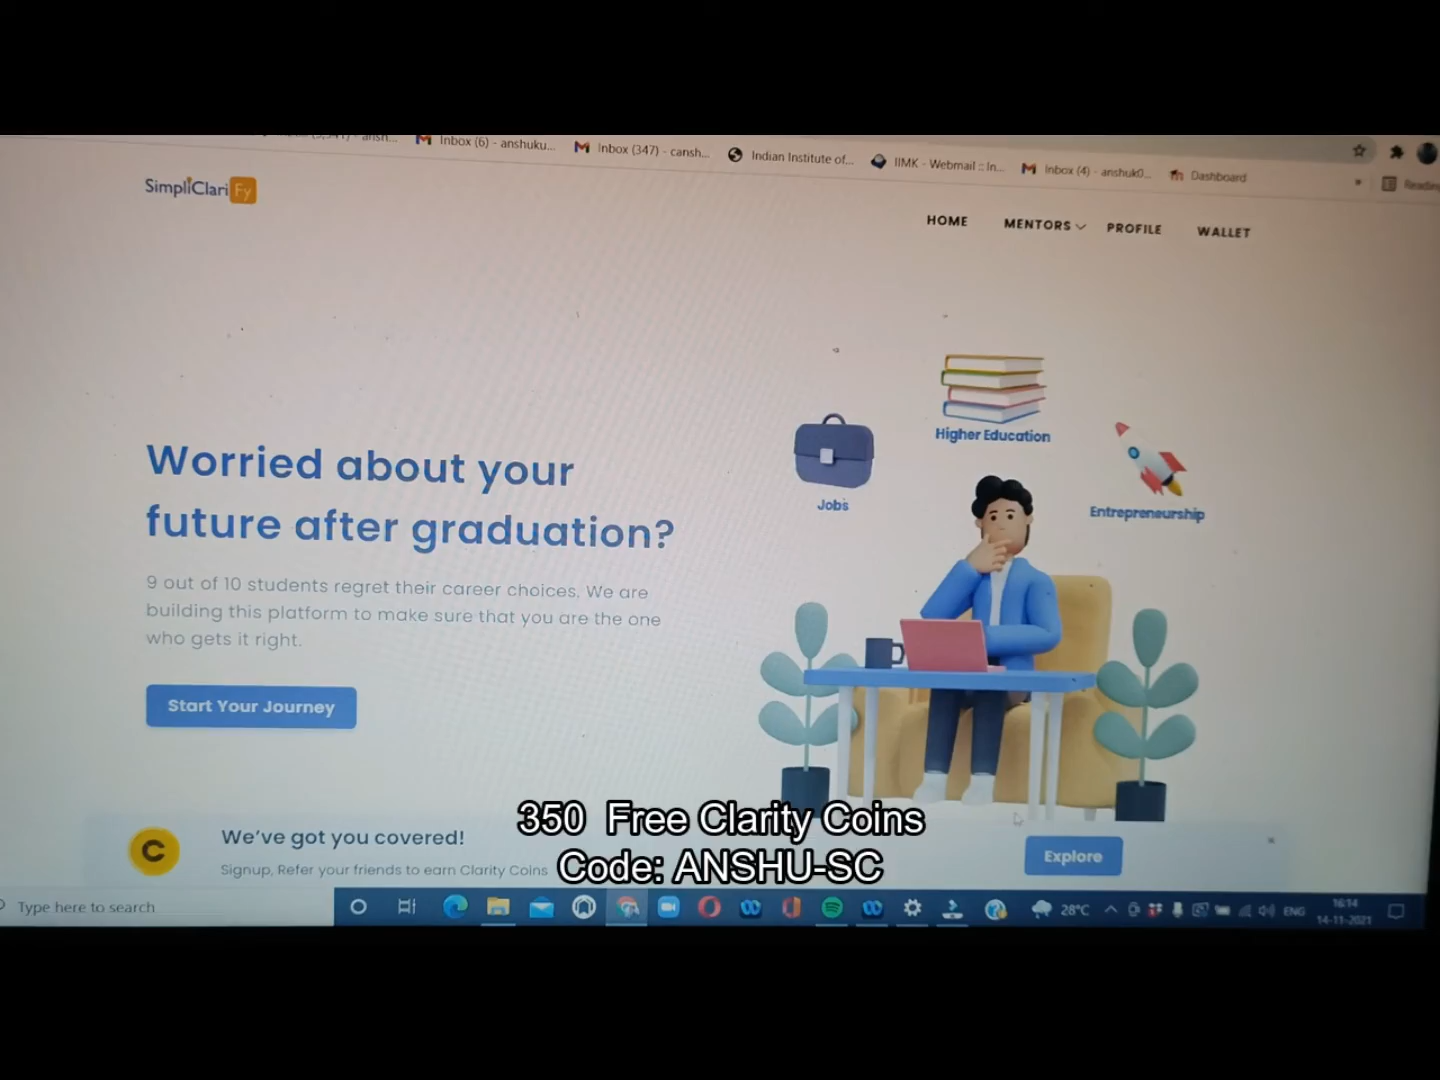 Inbox (6) - anshuku...
Inbox (347) - cansh...
Indian Institute of...
IIMK - Webmail :: In...
Inbox (4) - anshuk0...
Dashboard
SimpliClariFy
HOME
MENTORS
PROFILE
WALLET
Higher Education
Jobs
Entrepreneurship
Worried about your
future after graduation?
9 out of 10 students regret their career choices. We are
building this platform to make sure that you are the one
who gets it right.
Start Your Journey
We've got you covered!
Signup, Refer your friends to earn Clarity Coins
Explore
350 Free Clarity Coins
Code: ANSHU-SC
Type here to search
28°C
ENG
16:14
14-11-2021